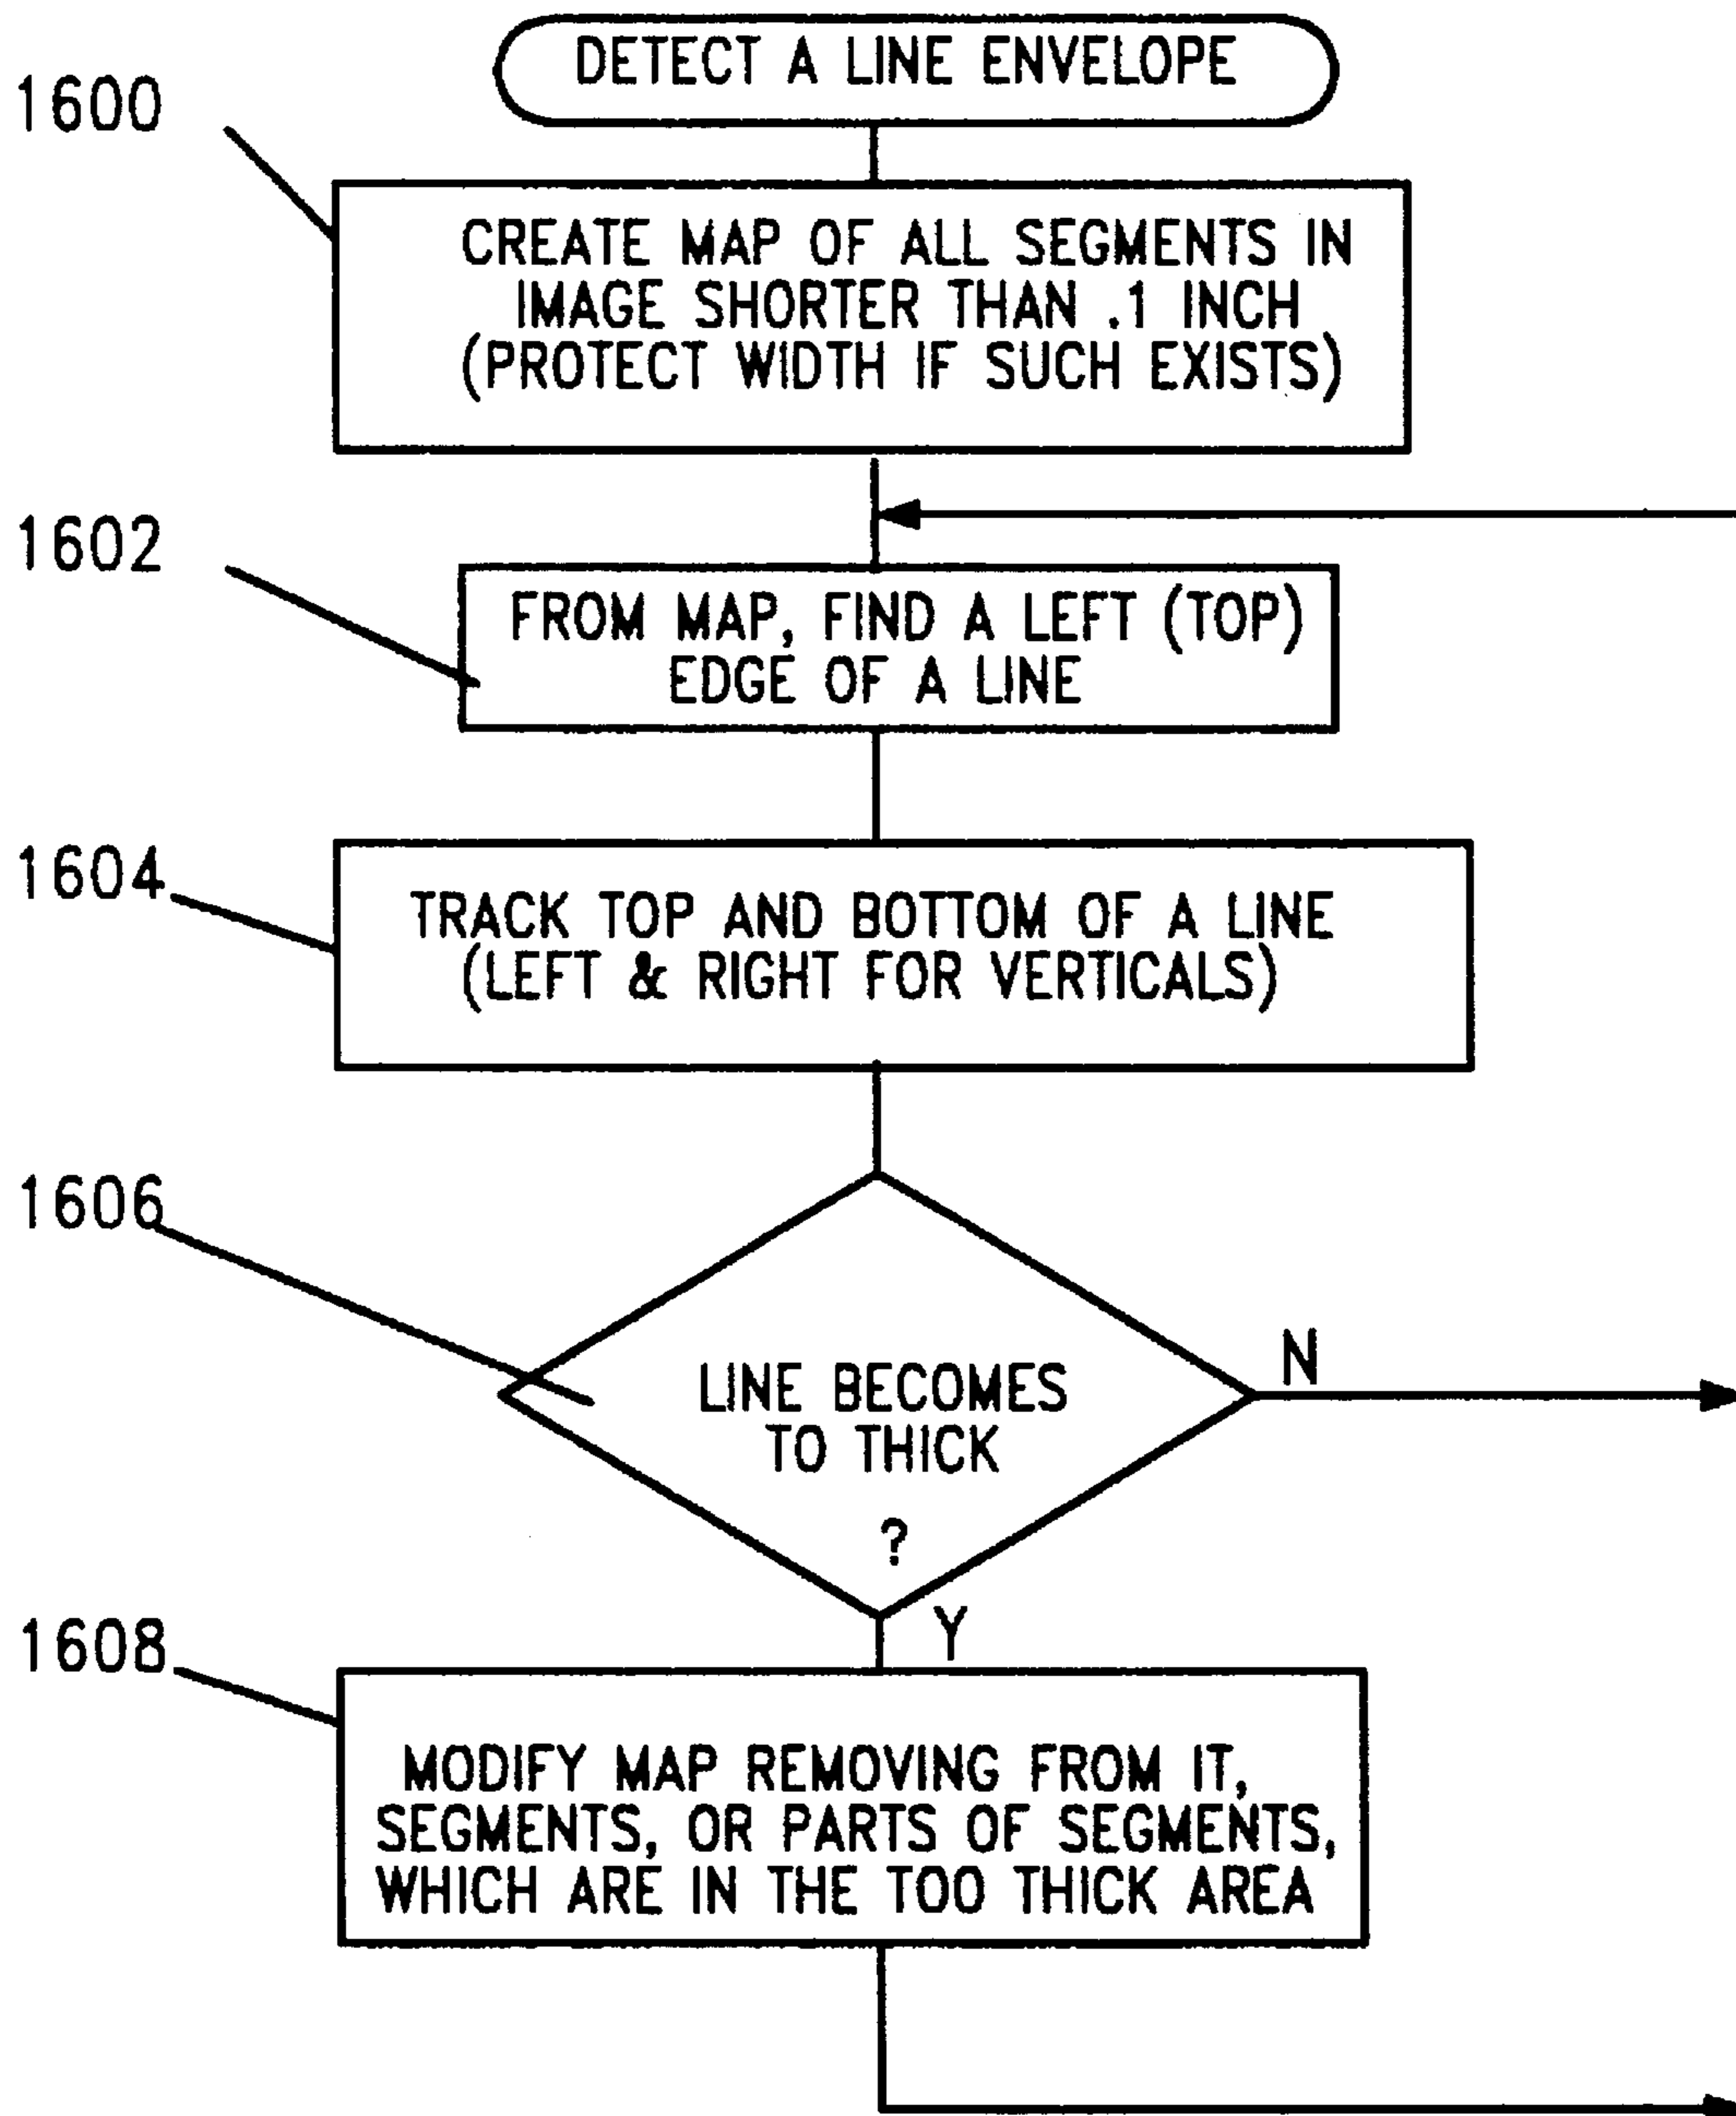 DETECT A LINE ENVELOPE
1600
CREATE MAP OF ALL SEGMENTS IN
IMAGE SHORTER THAN .1 INCH
(PROTECT WIDTH IF SUCH EXISTS)
1602
FROM MAP, FIND A LEFT (TOP)
EDGE OF A LINE
1604
TRACK TOP AND BOTTOM OF A LINE
(LEFT & RIGHT FOR VERTICALS)
1606
LINE BECOMES
TO THICK
?
N
Y
1608
MODIFY MAP REMOVING FROM IT,
SEGMENTS, OR PARTS OF SEGMENTS,
WHICH ARE IN THE TOO THICK AREA